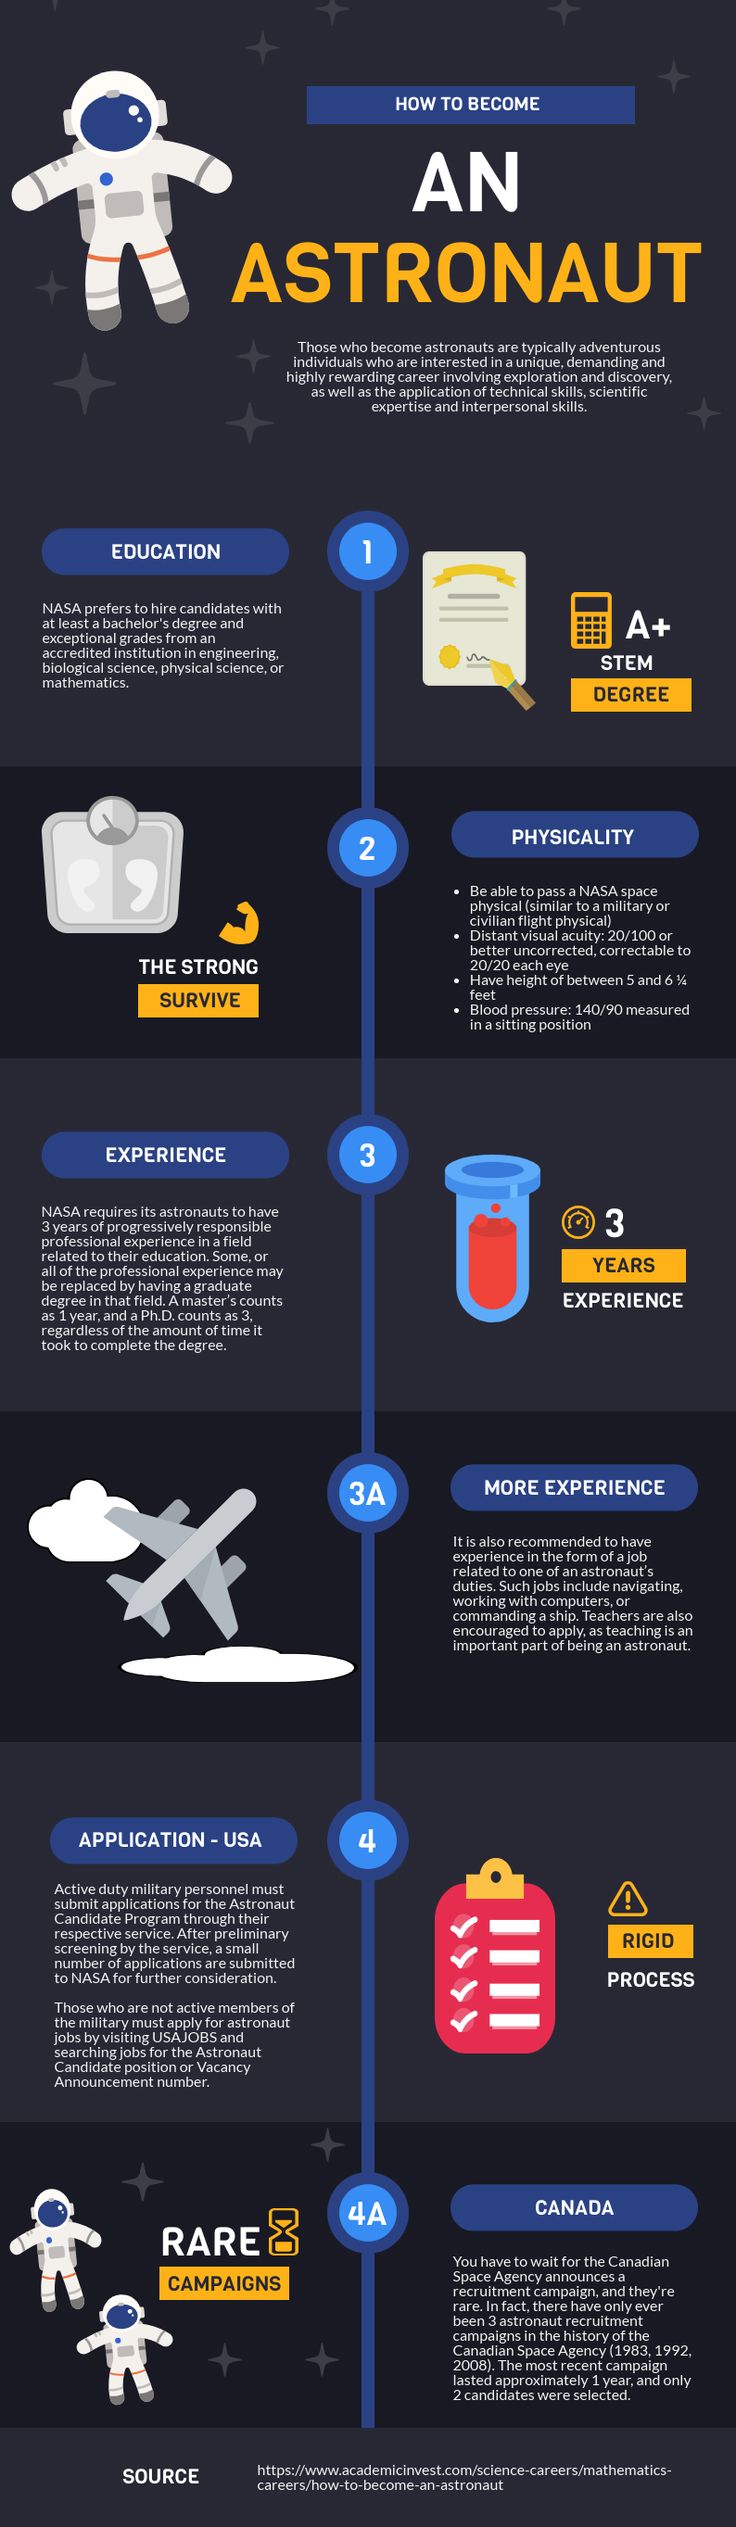 HOW TO BECOME
AN
ASTRONAUT
Those who become astronauts are typically adventurous
individuals who are interested in a unique, demanding and
highly rewarding career involving exploration and discovery,
as well as the application of technical skills, scientific
expertise and interpersonal skills.
1
EDUCATION
NASA prefers to hire candidates with
at least a bachelor's degree and
exceptional grades from an
accredited institution in engineering,
biological science, physical science, or
mathematics.
A+
STEM
DEGREE
2
THE STRONG
SURVIVE
PHYSICALITY
• Be able to pass a NASA space
physical (similar to a military or
civilian flight physical)
• Distant visual acuity: 20/100 or
better uncorrected, correctable to
20/20 each eye
• Have height of between 5 and 6 ¼
feet
• Blood pressure: 140/90 measured
in a sitting position
3
EXPERIENCE
NASA requires its astronauts to have
3 years of progressively responsible
professional experience in a field
related to their education. Some, or
all of the professional experience may
be replaced by having a graduate
degree in that field. A master’s counts
as 1 year, and a Ph.D. counts as 3,
regardless of the amount of time it
took to complete the degree.
3
YEARS
EXPERIENCE
3A
MORE EXPERIENCE
It is also recommended to have
experience in the form of a job
related to one of an astronaut’s
duties. Such jobs include navigating,
working with computers, or
commanding a ship. Teachers are also
encouraged to apply, as teaching is an
important part of being an astronaut.
4
APPLICATION - USA
Active duty military personnel must
submit applications for the Astronaut
Candidate Program through their
respective service. After preliminary
screening by the service, a small
number of applications are submitted
to NASA for further consideration.
Those who are not active members of
the military must apply for astronaut
jobs by visiting USAJOBS and
searching jobs for the Astronaut
Candidate position or Vacancy
Announcement number.
RIGID
PROCESS
4A
RARE
CAMPAIGNS
CANADA
You have to wait for the Canadian
Space Agency announces a
recruitment campaign, and they're
rare. In fact, there have only ever
been 3 astronaut recruitment
campaigns in the history of the
Canadian Space Agency (1983, 1992,
2008). The most recent campaign
lasted approximately 1 year, and only
2 candidates were selected.
SOURCE
https://www.academicinvest.com/science-careers/mathematics-
careers/how-to-become-an-astronaut